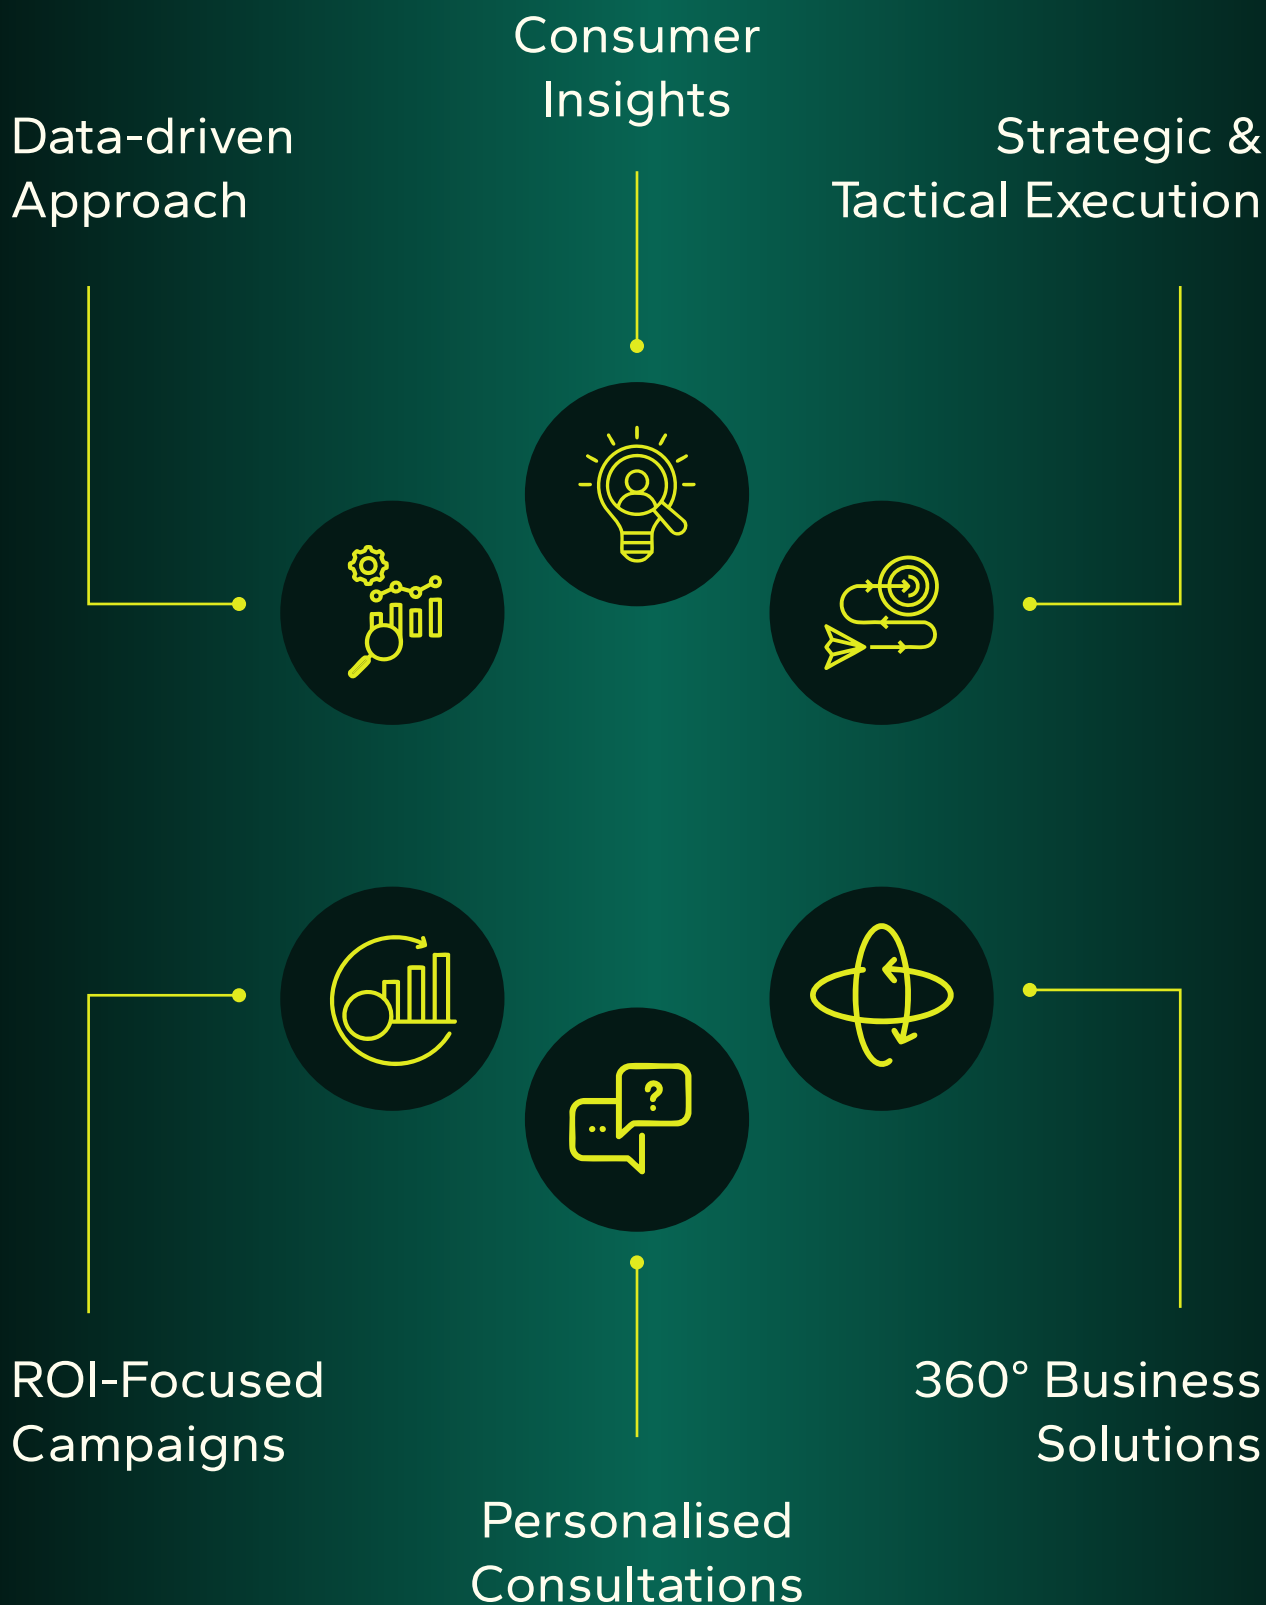 Consumer
Insights
Data-driven
Approach
Strategic &
Tactical Execution
?
ROI-Focused
Campaigns
360° Business
Solutions
Personalised
Consultations